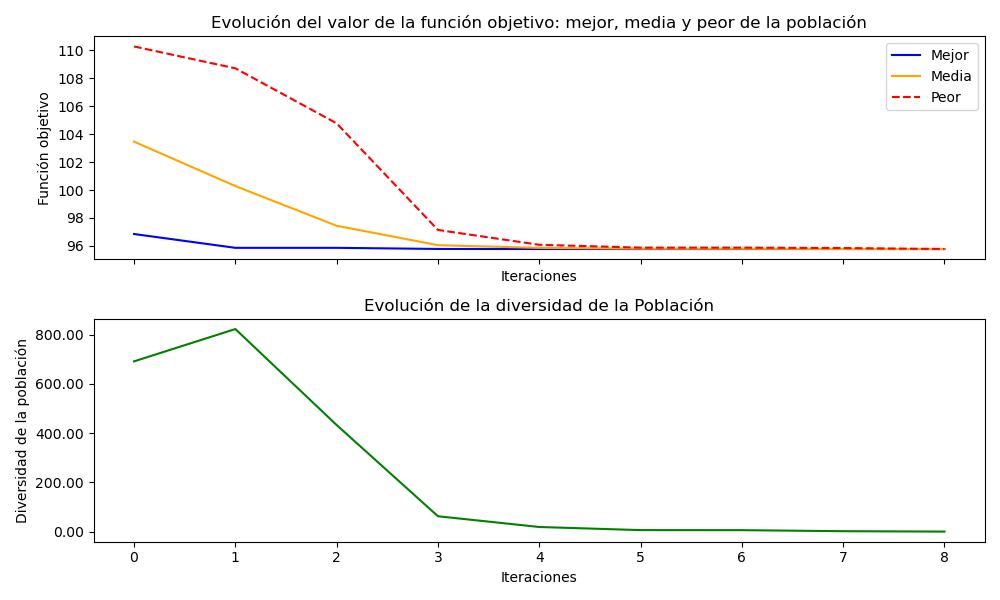 Evolución del valor de la función objetivo: mejor, media y peor de la población
110
108
106
104
102
100
98
96
Función objetivo
Mejor
Media
Peor
Iteraciones
Evolución de la diversidad de la Población
800.00
600.00
400.00
200.00
0.00
Diversidad de la población
0 1 2 3 4 5 6 7 8
Iteraciones